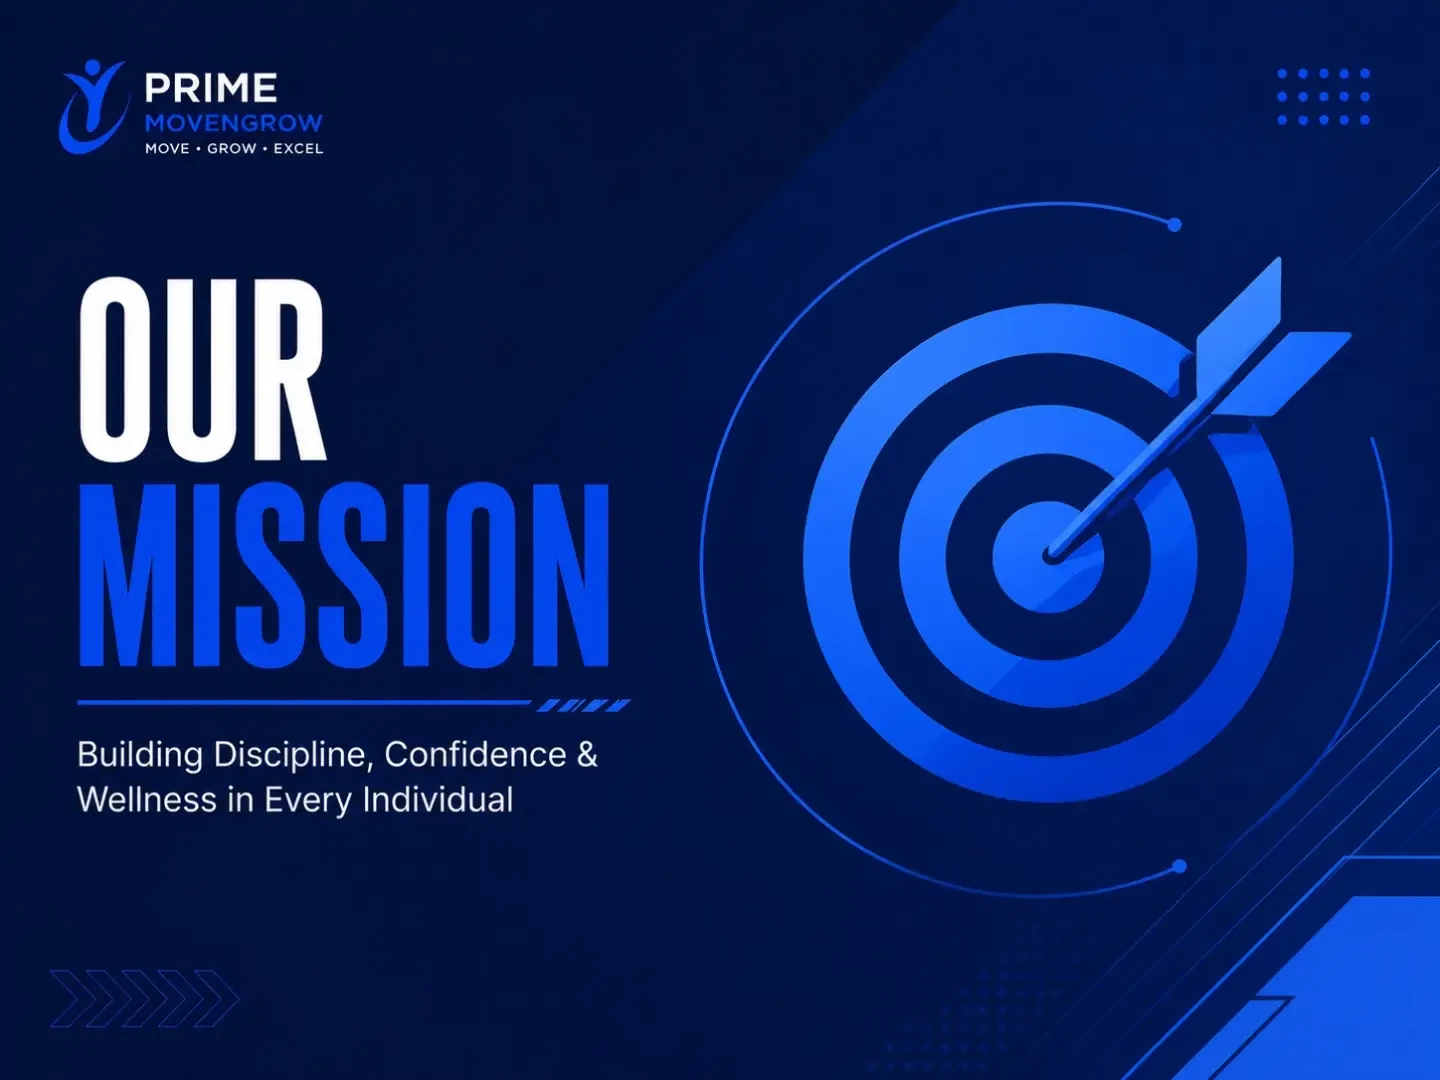 PRIME
MOVENGROW
MOVE • GROW • EXCEL
OUR
MISSION
Building Discipline, Confidence &
Wellness in Every Individual